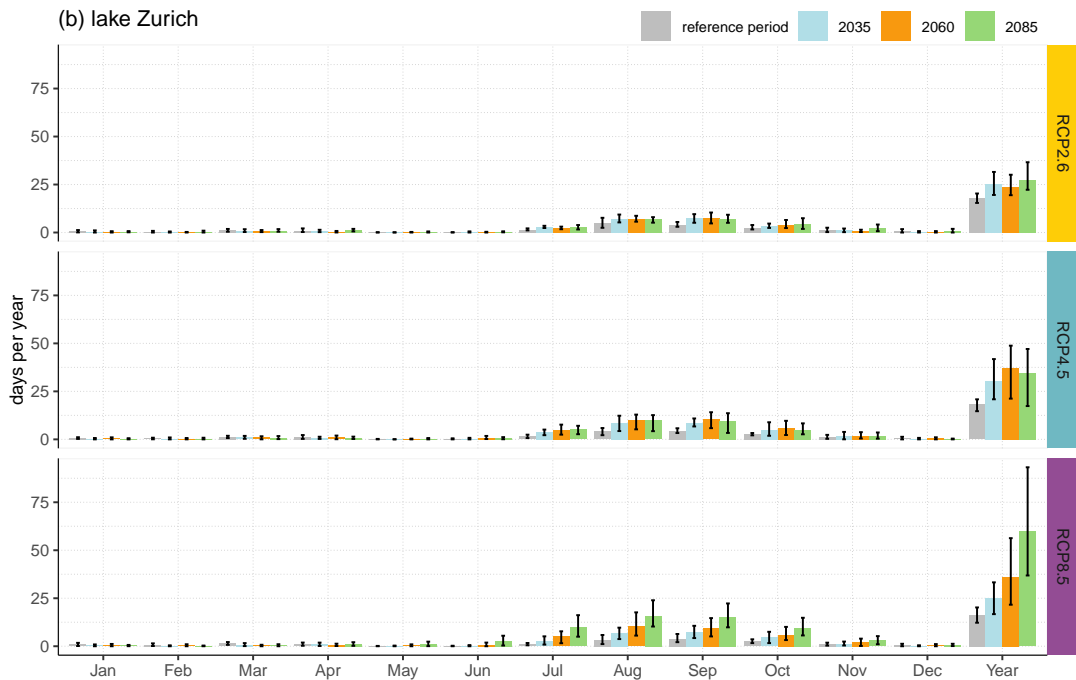 (b) lake Zurich
reference period 2035 2060 2085
days per year
75
50
25
0
RCP2.6
75
50
25
0
RCP4.5
75
50
25
0
RCP8.5
Jan Feb Mar Apr May Jun Jul Aug Sep Oct Nov Dec Year